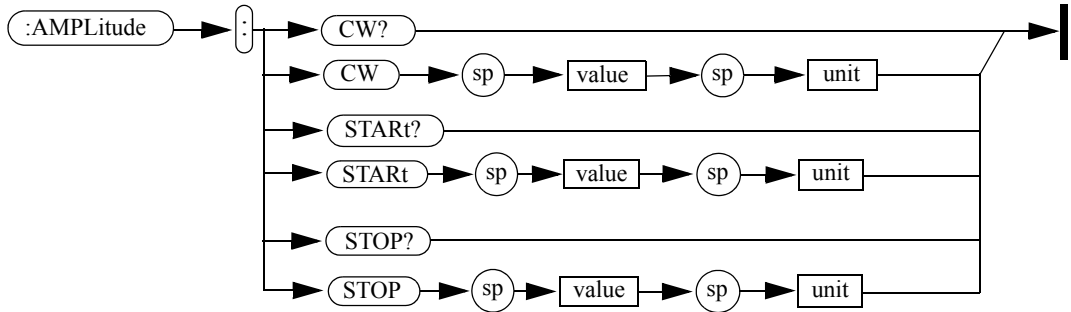 :AMPLitude : CW?
CW sp value sp unit
STARt?
STARt sp value sp unit
STOP?
STOP sp value sp unit